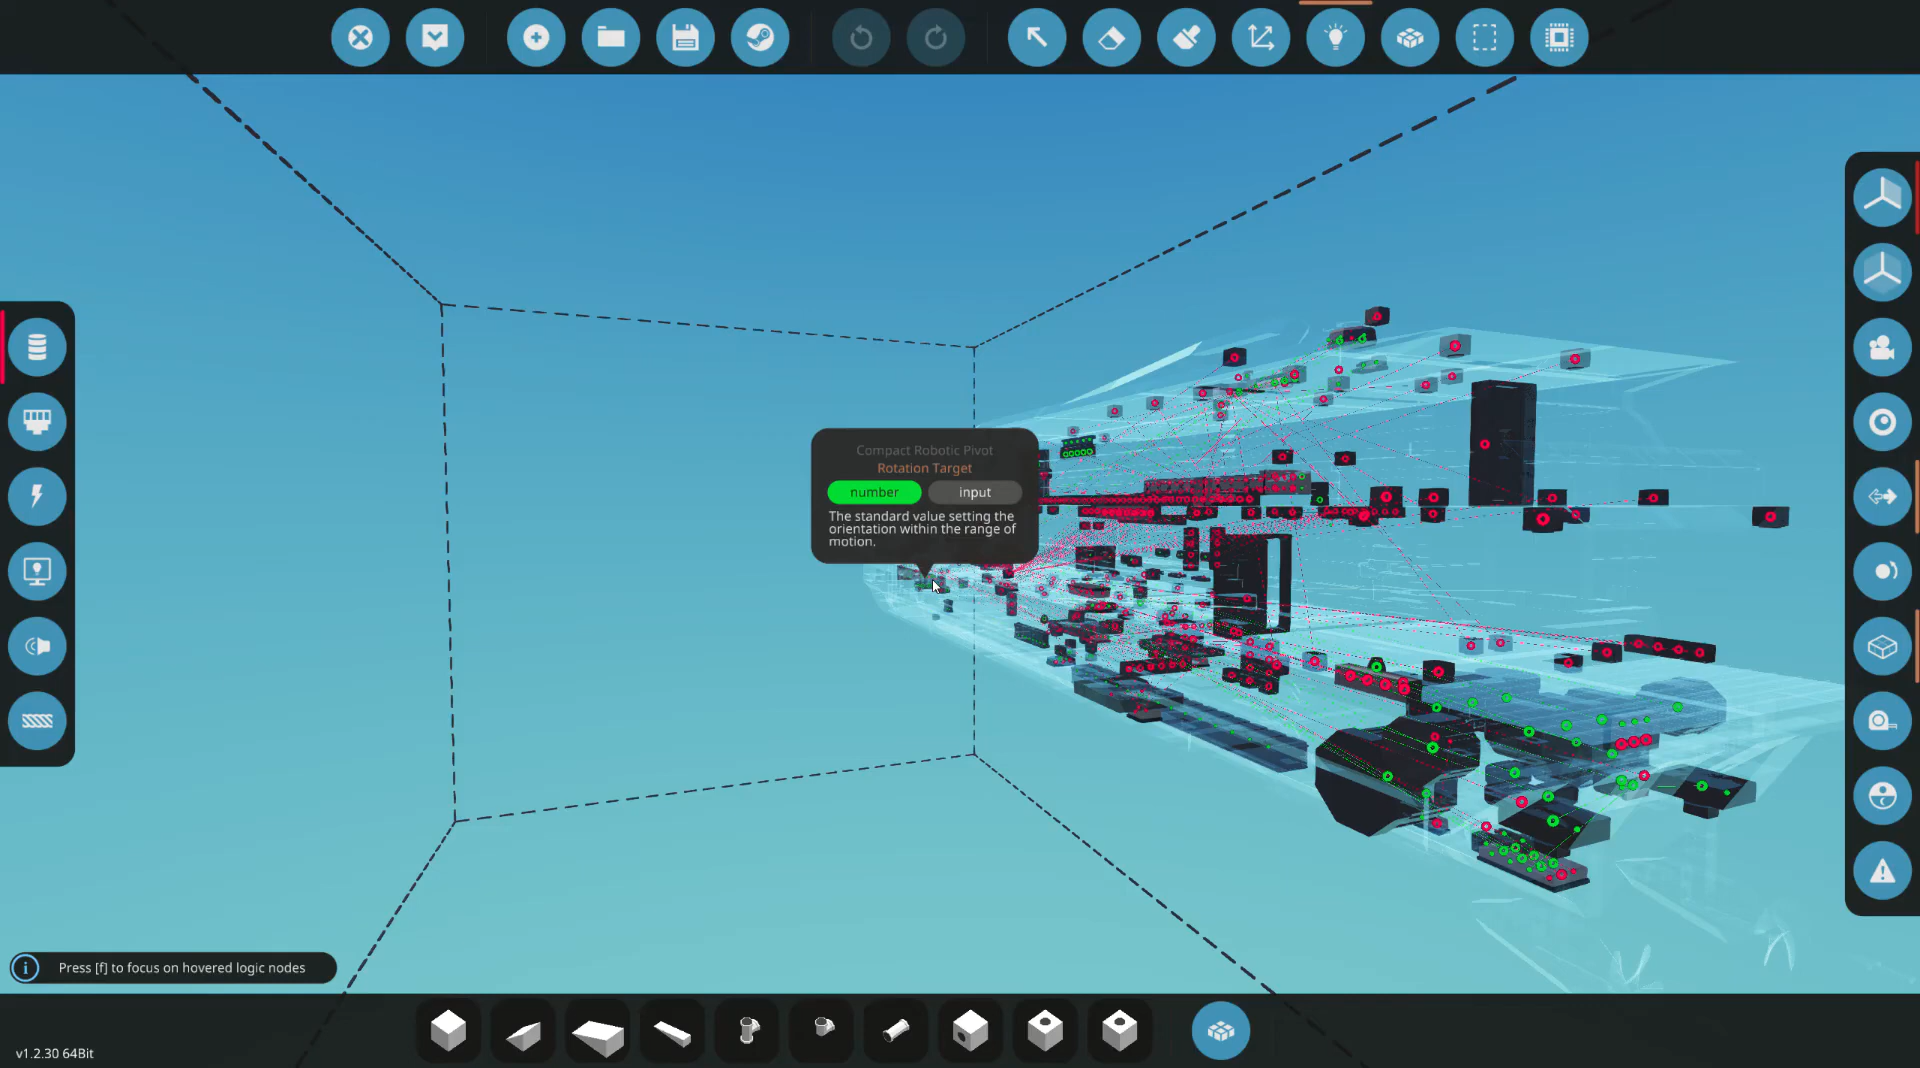 Compact Robotic Pivot
Rotation Target
number input
The standard value setting the
orientation within the range of
motion.
Press [f] to focus on hovered logic nodes
v1.2.30 64Bit